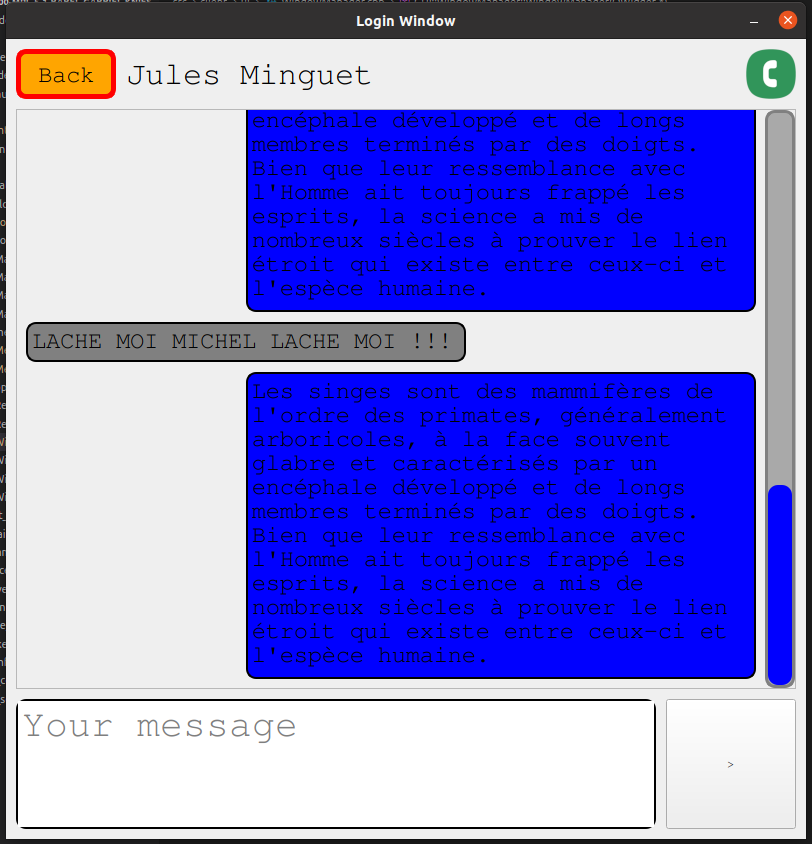 Login Window
Back
Jules Minguet
encéphale développé et de longs
membres terminés par des doigts.
Bien que leur ressemblance avec
l'Homme ait toujours frappé les
esprits, la science a mis de
nombreux siècles à prouver le lien
étroit qui existe entre ceux-ci et
l'espèce humaine.
LACHE MOI MICHEL LACHE MOI !!!
Les singes sont des mammifères de
l'ordre des primates, généralement
arboricoles, à la face souvent
glabre et caractérisés par un
encéphale développé et de longs
membres terminés par des doigts.
Bien que leur ressemblance avec
l'Homme ait toujours frappé les
esprits, la science a mis de
nombreux siècles à prouver le lien
étroit qui existe entre ceux-ci et
l'espèce humaine.
Your message
>